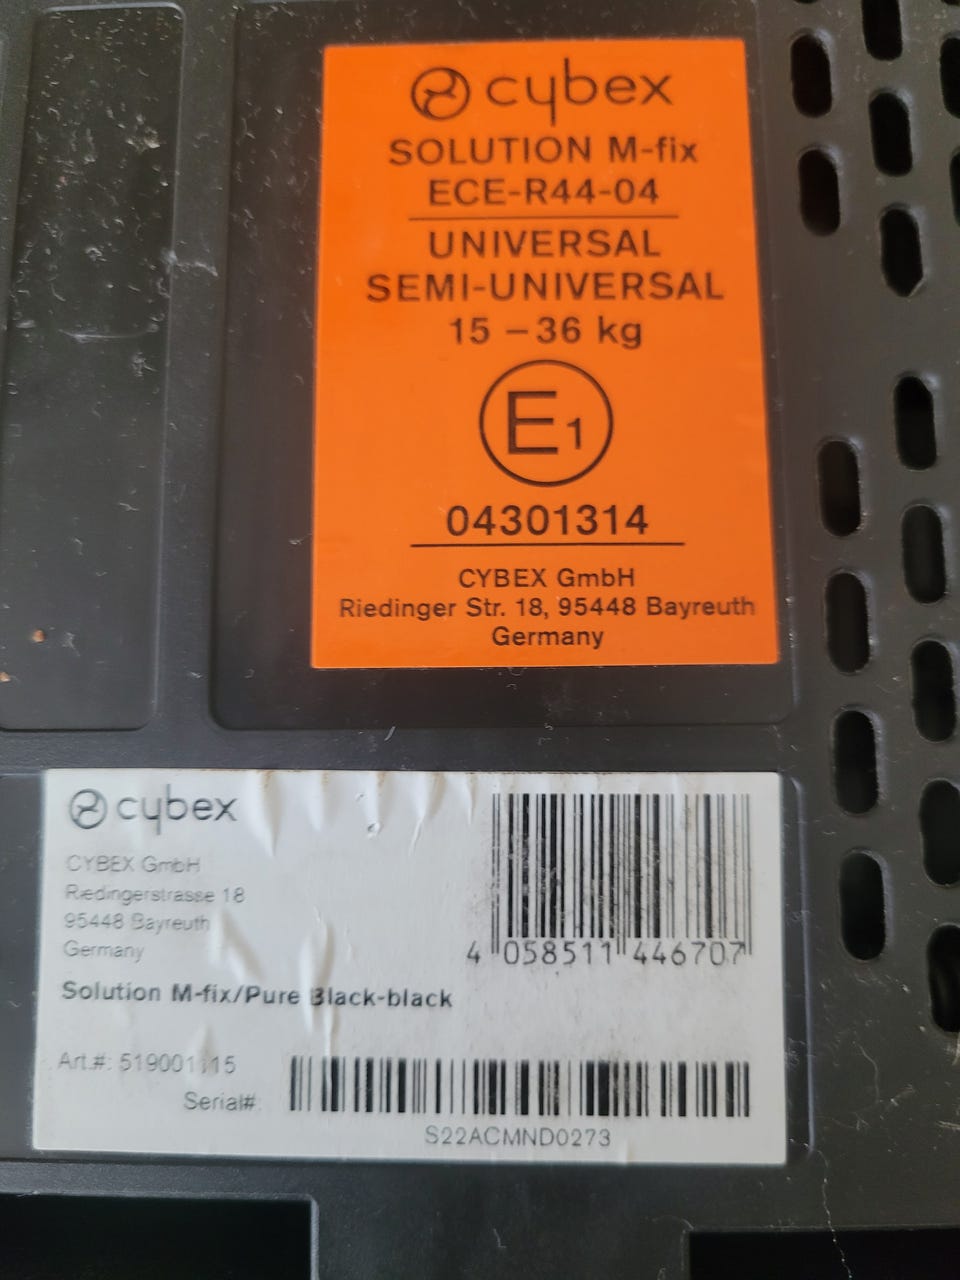 cybex
SOLUTION M-fix
ECE-R44-04
UNIVERSAL
SEMI-UNIVERSAL
15 – 36 kg
E1
04301314
CYBEX GmbH
Riedinger Str. 18, 95448 Bayreuth
Germany
cybex
CYBEX GmbH
Riedingerstrasse 18
95448 Bayreuth
Germany
4 058511 446707
Solution M-fix/Pure Black-black
Art.#:
Serial#:
S22ACMND0273